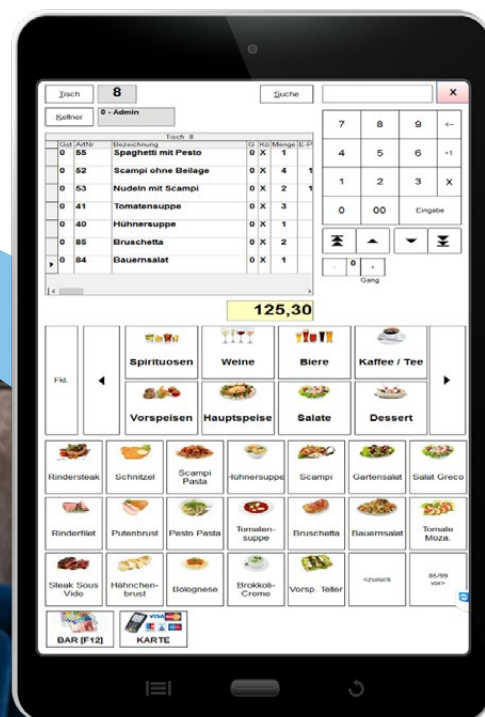 Tisch 8 Suche X
Kellner 0 - Admin
7 8 9 <--
4 5 6 *1
1 2 3 X
0 00 Eingabe
- 0 +
Gang
Tisch 8
Gst ArtNr Bezeichnung G Kü Menge E-P
0 55 Spaghetti mit Pesto 0 X 1
0 52 Scampi ohne Beilage 0 X 4 1
0 53 Nudeln mit Scampi 0 X 2 1
0 41 Tomatensuppe 0 X 3
0 40 Hühnersuppe 0 X 1
0 85 Bruschetta 0 X 2
0 84 Bauernsalat 0 X 1
125,30
Fkt.
Spirituosen Weine Biere Kaffee / Tee
Vorspeisen Hauptspeise Salate Dessert
Rindersteak Schnitzel Scampi Pasta Hühnersuppe Scampi Gartensalat Salat Greco
Rinderfilet Putenbrust Pesto Pasta Tomaten-suppe Bruschetta Bauernsalat Tomate Moza.
Steak Sous Vide Hähnchen-brust Bolognese Brokkoli-Creme Vorsp. Teller <zurück 85/99 vor>
BAR [F12] VISA KARTE